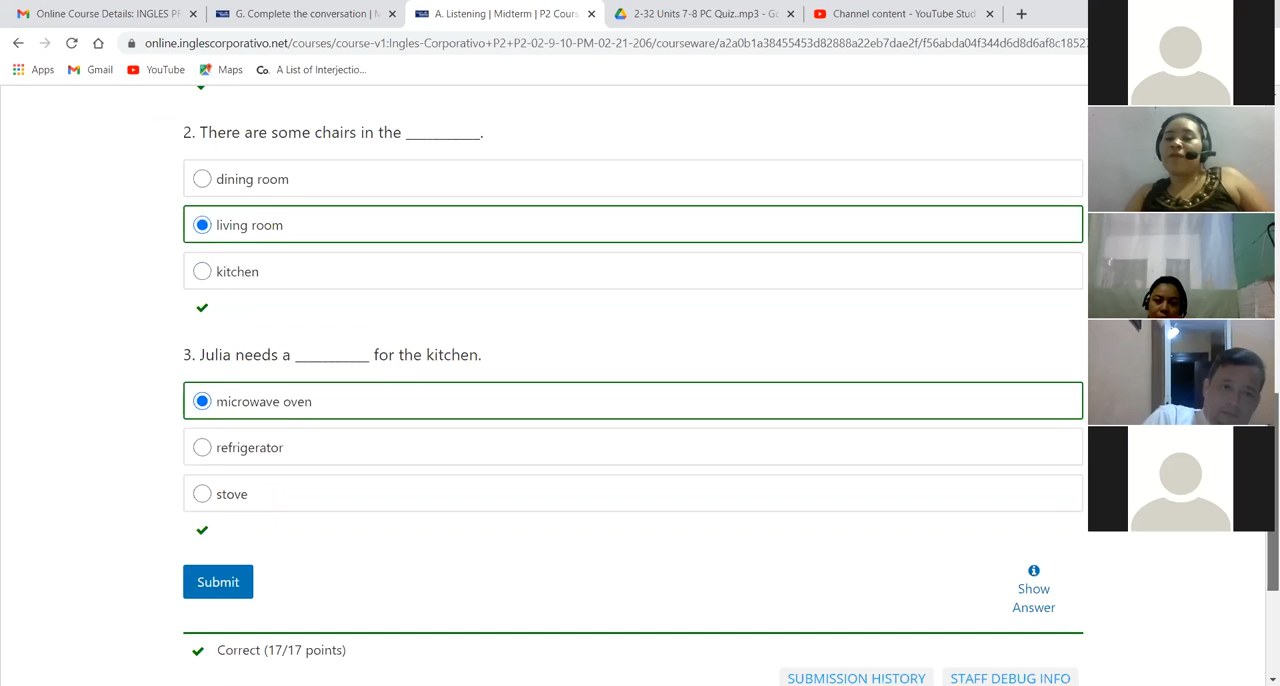 Online Course Details: INGLES PF
G. Complete the conversation | M
A. Listening | Midterm | P2 Cours
2-32 Units 7-8 PC Quiz..mp3 - Go
Channel content - YouTube Stud
online.inglescorporativo.net/courses/course-v1:Ingles-Corporativo+P2+P2-02-9-10-PM-02-21-206/courseware/a2a0b1a38455453d82888a22eb7dae2f/f56abda04f344d6d8d6af8c18527
Apps Gmail YouTube Maps Co. A List of Interjectio...
2. There are some chairs in the __________.
dining room
living room
kitchen
3. Julia needs a __________ for the kitchen.
microwave oven
refrigerator
stove
Submit
Show
Answer
Correct (17/17 points)
SUBMISSION HISTORY STAFF DEBUG INFO